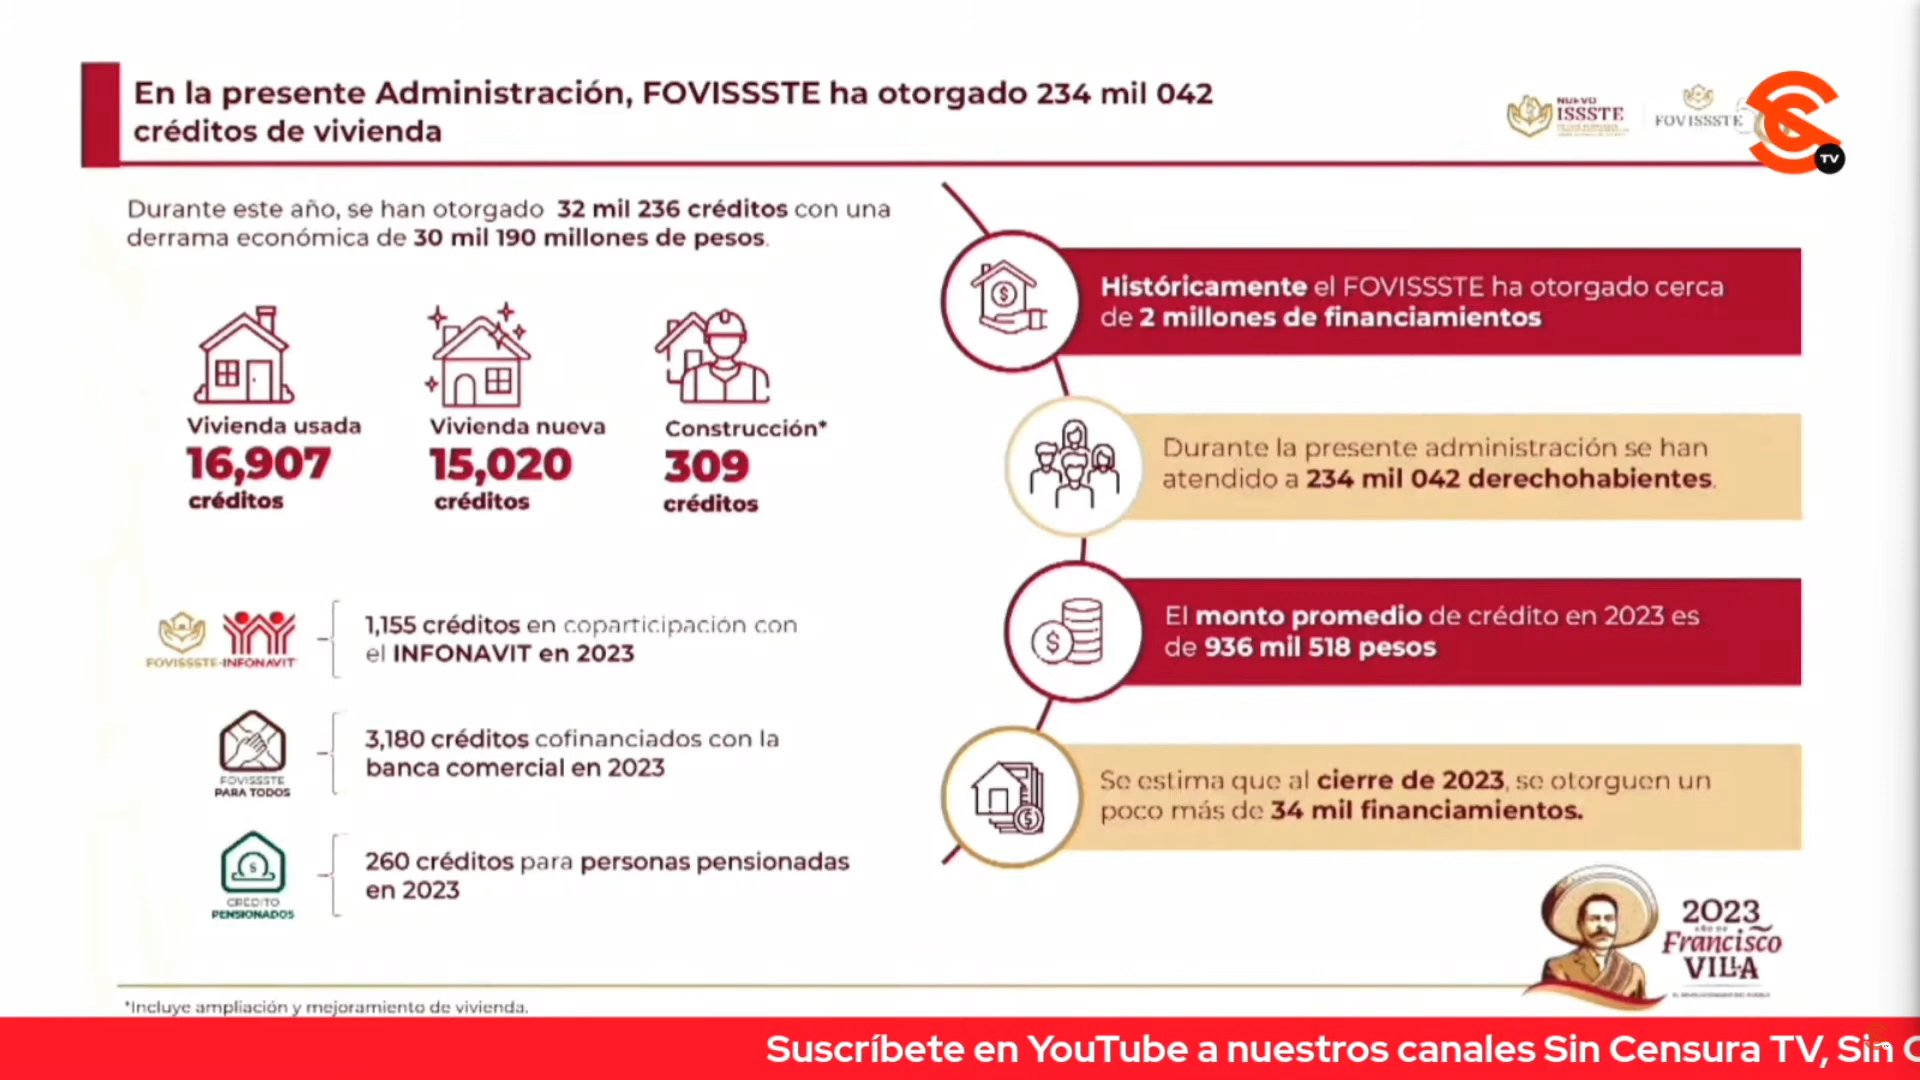 En la presente Administración, FOVISSSTE ha otorgado 234 mil 042
créditos de vivienda
NUEVO
ISSSTE
FOVISSSTE
TV
Durante este año, se han otorgado 32 mil 236 créditos con una
derrama económica de 30 mil 190 millones de pesos.
Vivienda usada
16,907
créditos
Vivienda nueva
15,020
créditos
Construcción*
309
créditos
FOVISSSTE-INFONAVIT
1,155 créditos en coparticipación con
el INFONAVIT en 2023
FOVISSSTE
PARA TODOS
3,180 créditos cofinanciados con la
banca comercial en 2023
CRÉDITO
PENSIONADOS
260 créditos para personas pensionadas
en 2023
Históricamente el FOVISSSTE ha otorgado cerca
de 2 millones de financiamientos
Durante la presente administración se han
atendido a 234 mil 042 derechohabientes.
El monto promedio de crédito en 2023 es
de 936 mil 518 pesos
Se estima que al cierre de 2023, se otorguen un
poco más de 34 mil financiamientos.
2023
AÑO DE
Francisco
VILLA
*Incluye ampliación y mejoramiento de vivienda.
Suscríbete en YouTube a nuestros canales Sin Censura TV, Sin C